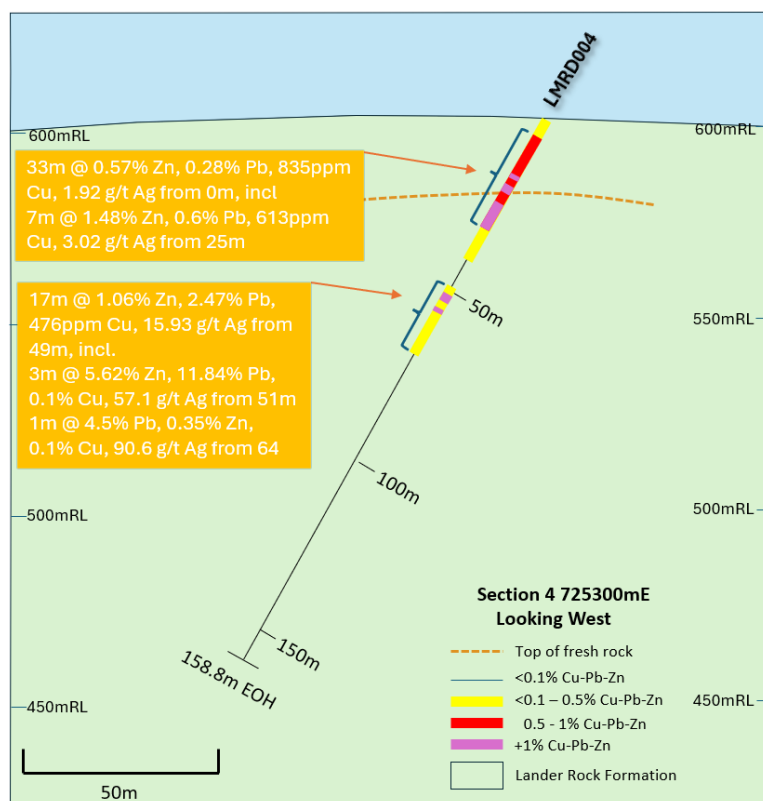 LMRD004
600mRL
600mRL
33m @ 0.57% Zn, 0.28% Pb, 835ppm
Cu, 1.92 g/t Ag from 0m, incl
7m @ 1.48% Zn, 0.6% Pb, 613ppm
Cu, 3.02 g/t Ag from 25m
17m @ 1.06% Zn, 2.47% Pb,
476ppm Cu, 15.93 g/t Ag from
49m, incl.
3m @ 5.62% Zn, 11.84% Pb,
0.1% Cu, 57.1 g/t Ag from 51m
1m @ 4.5% Pb, 0.35% Zn,
0.1% Cu, 90.6 g/t Ag from 64
50m
550mRL
100m
500mRL
500mRL
150m
158.8m EOH
450mRL
450mRL
Section 4 725300mE
Looking West
Top of fresh rock
<0.1% Cu-Pb-Zn
<0.1 – 0.5% Cu-Pb-Zn
0.5 - 1% Cu-Pb-Zn
+1% Cu-Pb-Zn
Lander Rock Formation
50m